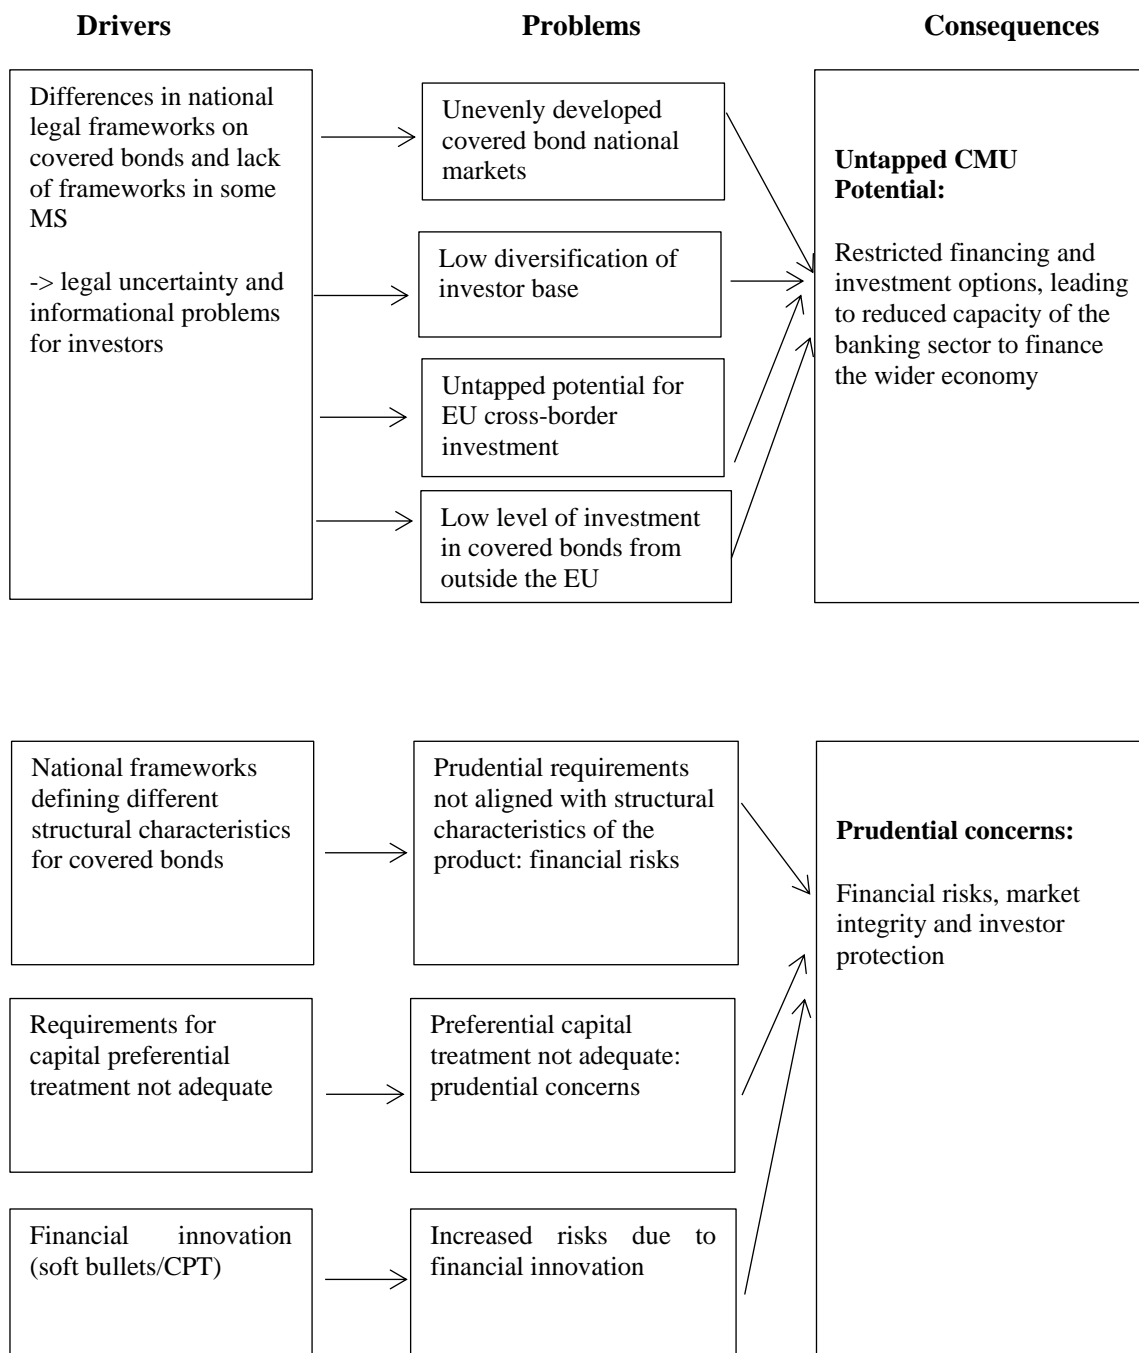 Drivers
Problems
Consequences
Differences in national
legal frameworks on
covered bonds and lack
of frameworks in some
MS
-> legal uncertainty and
informational problems
for investors
Unevenly developed
covered bond national
markets
Low diversification of
investor base
Untapped potential for
EU cross-border
investment
Low level of investment
in covered bonds from
outside the EU
Untapped CMU
Potential:
Restricted financing and
investment options, leading
to reduced capacity of the
banking sector to finance
the wider economy
National frameworks
defining different
structural characteristics
for covered bonds
Prudential requirements
not aligned with structural
characteristics of the
product: financial risks
Prudential concerns:
Financial risks, market
integrity and investor
protection
Requirements for
capital preferential
treatment not adequate
Preferential capital
treatment not adequate:
prudential concerns
Financial innovation
(soft bullets/CPT)
Increased risks due to
financial innovation